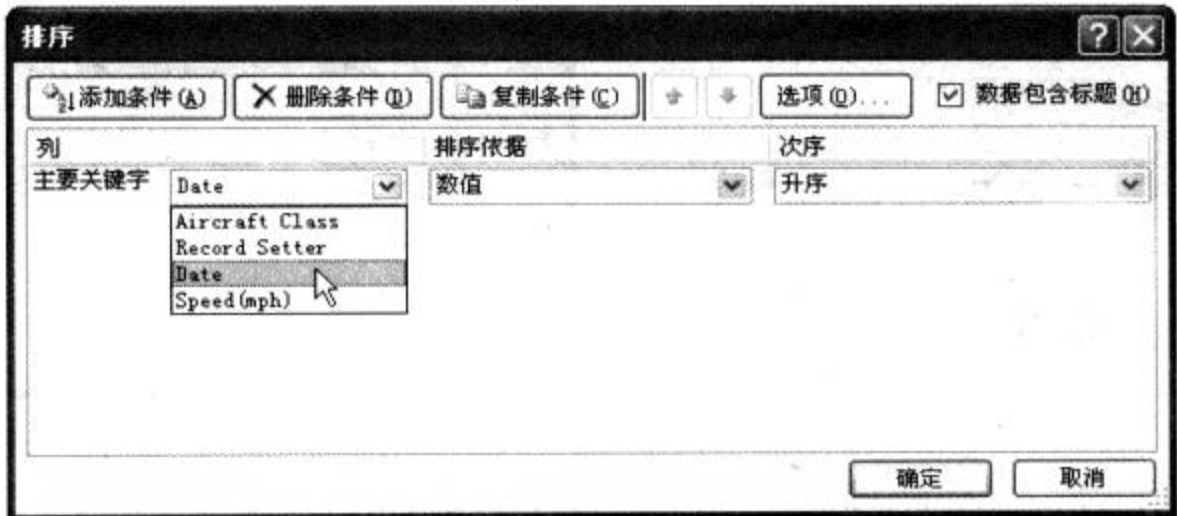 排序
添加条件(A) 删除条件(D) 复制条件(C) 选项(O)... 数据包含标题(H)
列 排序依据 次序
主要关键字 Date 数值 升序
Aircraft Class
Record Setter
Date
Speed(mph)
确定 取消